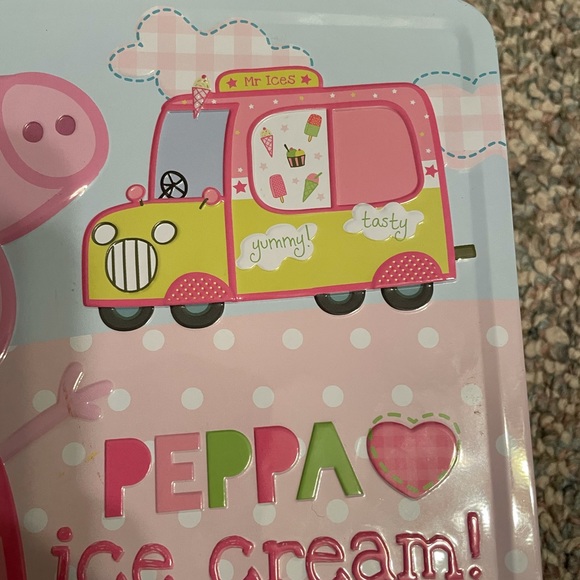 Mr Ices
tasty
yummy!
PEPPA
ice cream!